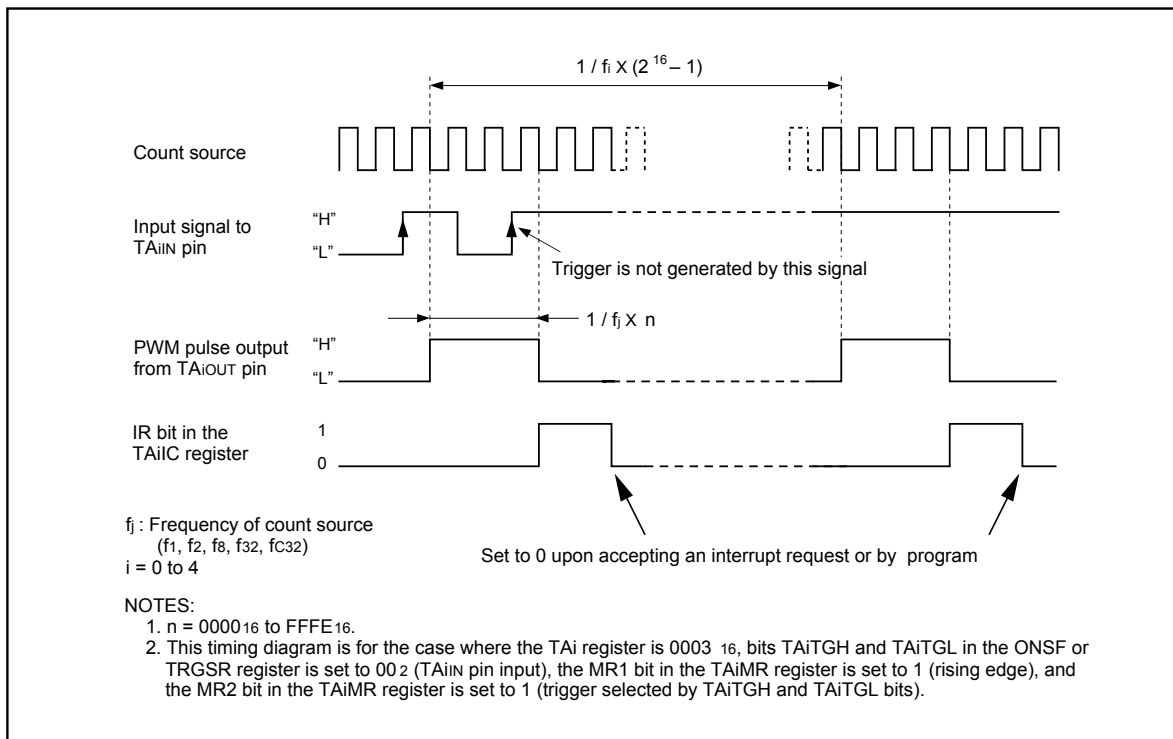 1 / fi X (2 16 – 1)
Count source
Input signal to
TAiIN pin
“H”
“L”
Trigger is not generated by this signal
1 / fj X n
PWM pulse output
from TAiOUT pin
“H”
“L”
IR bit in the
TAiIC register
1
0
fj : Frequency of count source
(f1, f2, f8, f32, fC32)
i = 0 to 4
Set to 0 upon accepting an interrupt request or by program
NOTES:
1. n = 000016 to FFFE16.
2. This timing diagram is for the case where the TAi register is 0003 16, bits TAiTGH and TAiTGL in the ONSF or
TRGSR register is set to 00 2 (TAiIN pin input), the MR1 bit in the TAiMR register is set to 1 (rising edge), and
the MR2 bit in the TAiMR register is set to 1 (trigger selected by TAiTGH and TAiTGL bits).